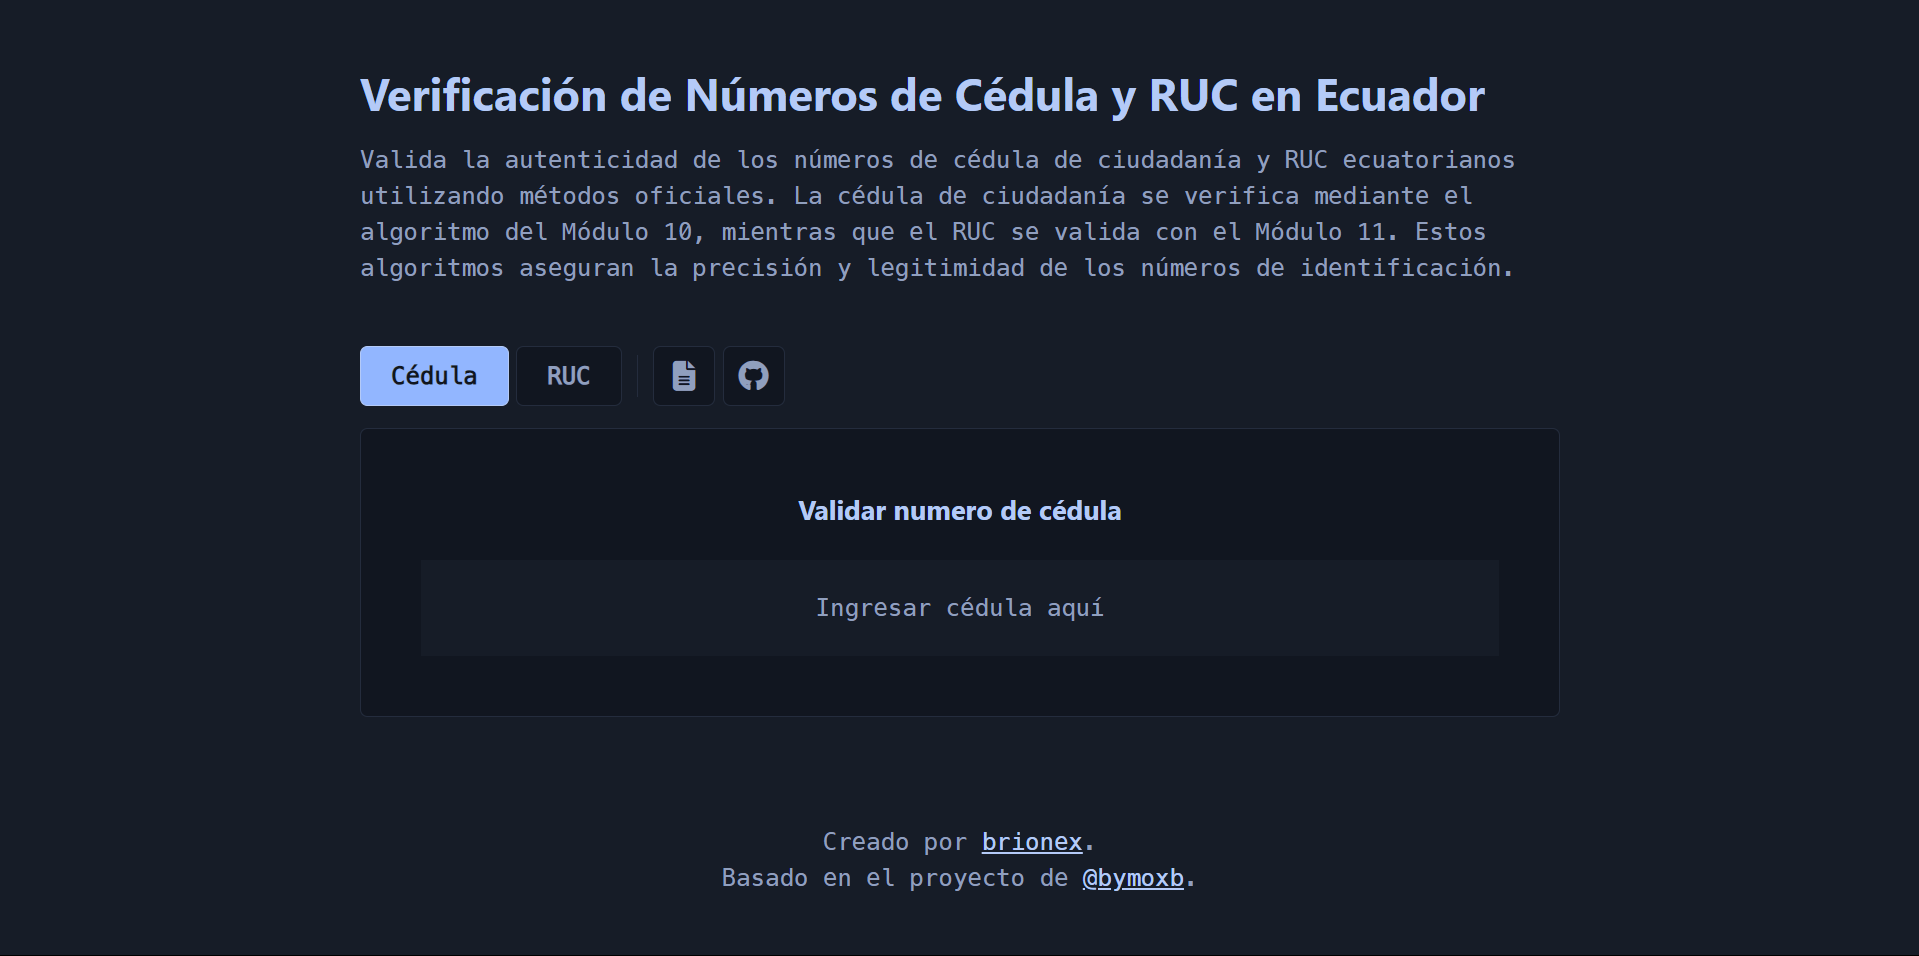 Verificación de Números de Cédula y RUC en Ecuador
Valida la autenticidad de los números de cédula de ciudadanía y RUC ecuatorianos
utilizando métodos oficiales. La cédula de ciudadanía se verifica mediante el
algoritmo del Módulo 10, mientras que el RUC se valida con el Módulo 11. Estos
algoritmos aseguran la precisión y legitimidad de los números de identificación.
Cédula RUC
Validar numero de cédula
Ingresar cédula aquí
Creado por brionex.
Basado en el proyecto de @bymoxb.